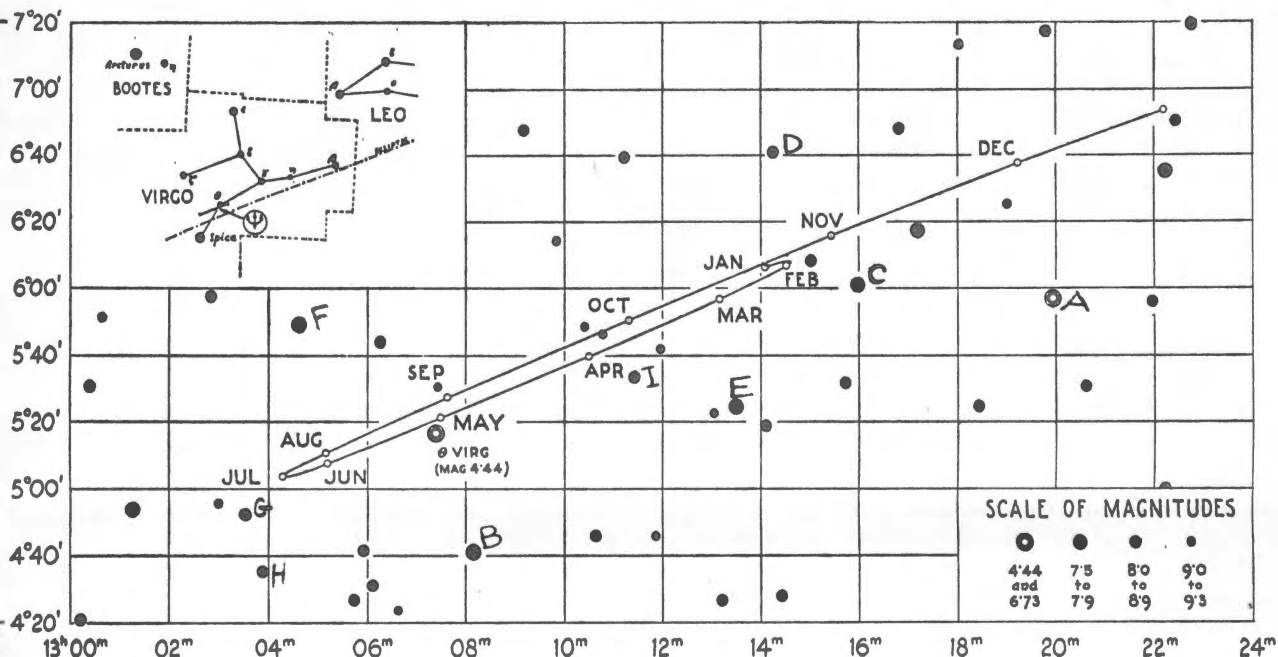 7°20'
7°00'
6°40'
6°20'
6°00'
5°40'
5°20'
5°00'
4°40'
4°20'
13h00m 02m 04m 06m 08m 10m 12m 14m 16m 18m 20m 22m 24m
Arcturus η
BOOTES
LEO
VIRGO
ECLIPTIC
Spica
Ψ
D
DEC
NOV
JAN
FEB
C
A
F
OCT
MAR
SEP
APR
I
E
MAY
AUG
θ VIRG
(MAG 4·44)
JUL
JUN
G
B
H
SCALE OF MAGNITUDES
4·44 7·5 8·0 9·0
and to to to
6·73 7·9 8·9 9·3